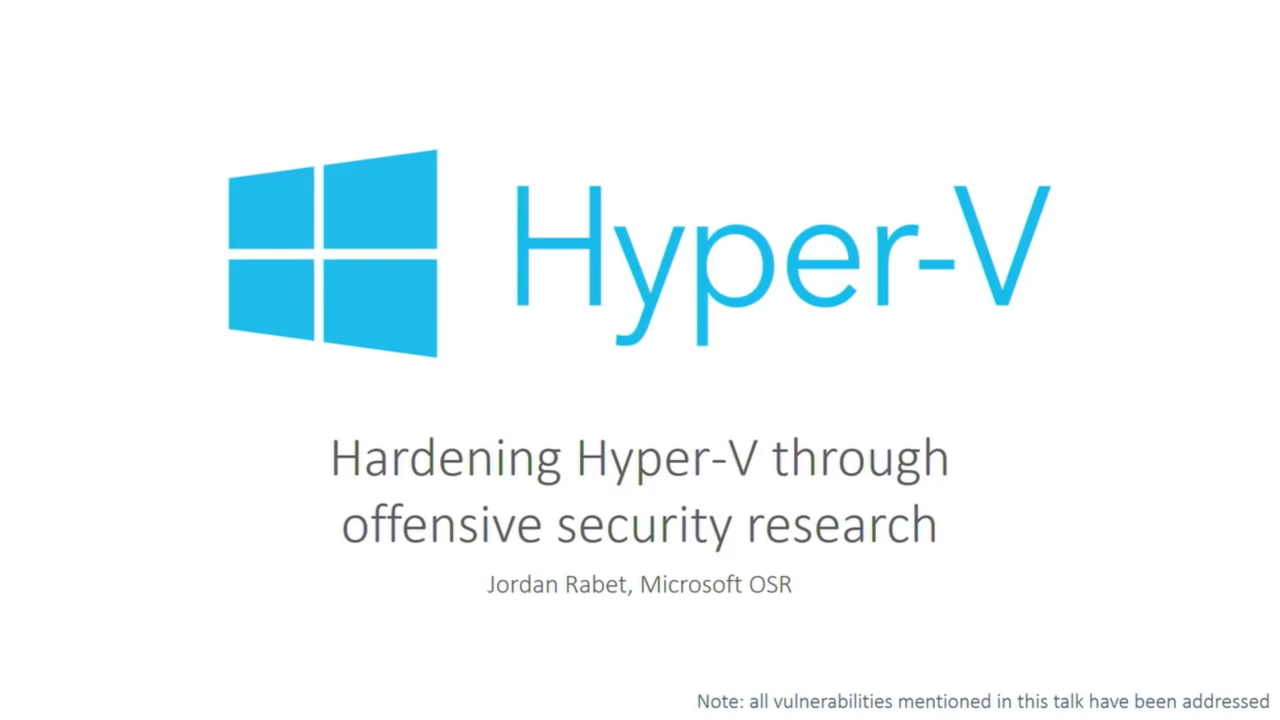 Hyper-V
Hardening Hyper-V through
offensive security research
Jordan Rabet, Microsoft OSR
Note: all vulnerabilities mentioned in this talk have been addressed